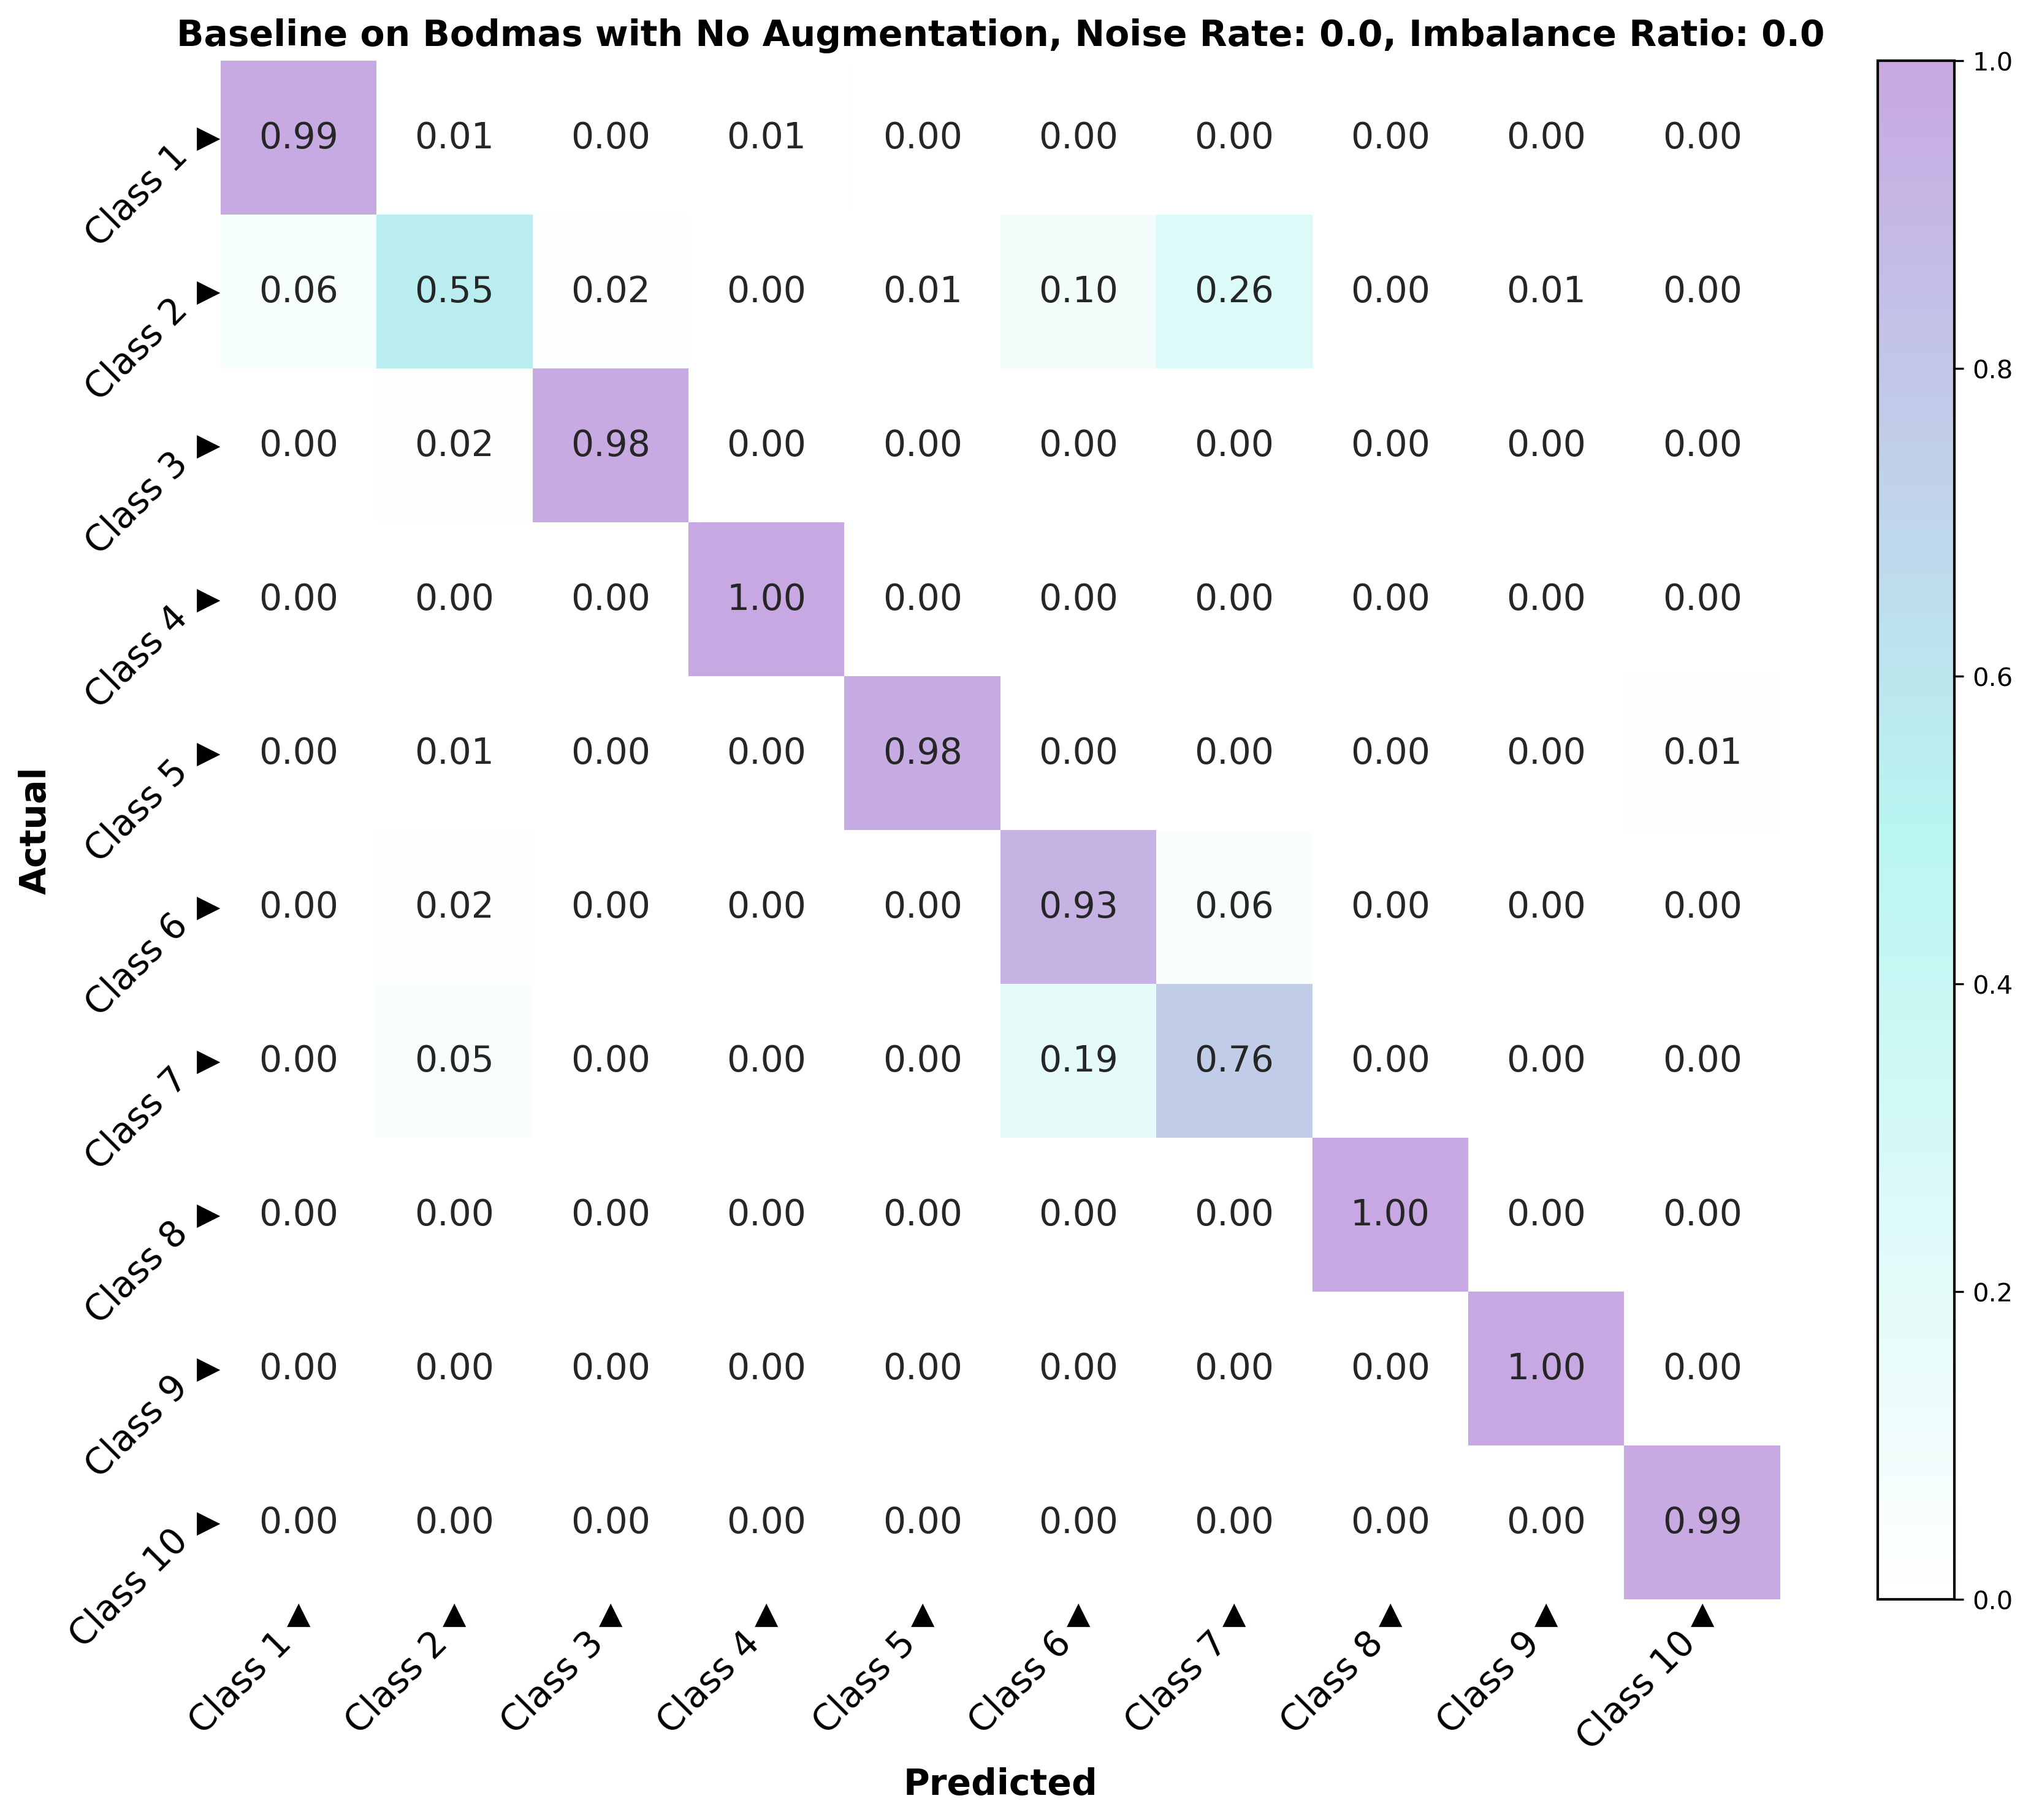 Baseline on Bodmas with No Augmentation, Noise Rate: 0.0, Imbalance Ratio: 0.0
Class 1 ▶ 0.99 0.01 0.00 0.01 0.00 0.00 0.00 0.00 0.00 0.00
Class 2 ▶ 0.06 0.55 0.02 0.00 0.01 0.10 0.26 0.00 0.01 0.00
Class 3 ▶ 0.00 0.02 0.98 0.00 0.00 0.00 0.00 0.00 0.00 0.00
Class 4 ▶ 0.00 0.00 0.00 1.00 0.00 0.00 0.00 0.00 0.00 0.00
Class 5 ▶ 0.00 0.01 0.00 0.00 0.98 0.00 0.00 0.00 0.00 0.01
Class 6 ▶ 0.00 0.02 0.00 0.00 0.00 0.93 0.06 0.00 0.00 0.00
Class 7 ▶ 0.00 0.05 0.00 0.00 0.00 0.19 0.76 0.00 0.00 0.00
Class 8 ▶ 0.00 0.00 0.00 0.00 0.00 0.00 0.00 1.00 0.00 0.00
Class 9 ▶ 0.00 0.00 0.00 0.00 0.00 0.00 0.00 0.00 1.00 0.00
Class 10 ▶ 0.00 0.00 0.00 0.00 0.00 0.00 0.00 0.00 0.00 0.99
Class 1 ▲ Class 2 ▲ Class 3 ▲ Class 4 ▲ Class 5 ▲ Class 6 ▲ Class 7 ▲ Class 8 ▲ Class 9 ▲ Class 10 ▲
Actual
Predicted
1.0
0.8
0.6
0.4
0.2
0.0